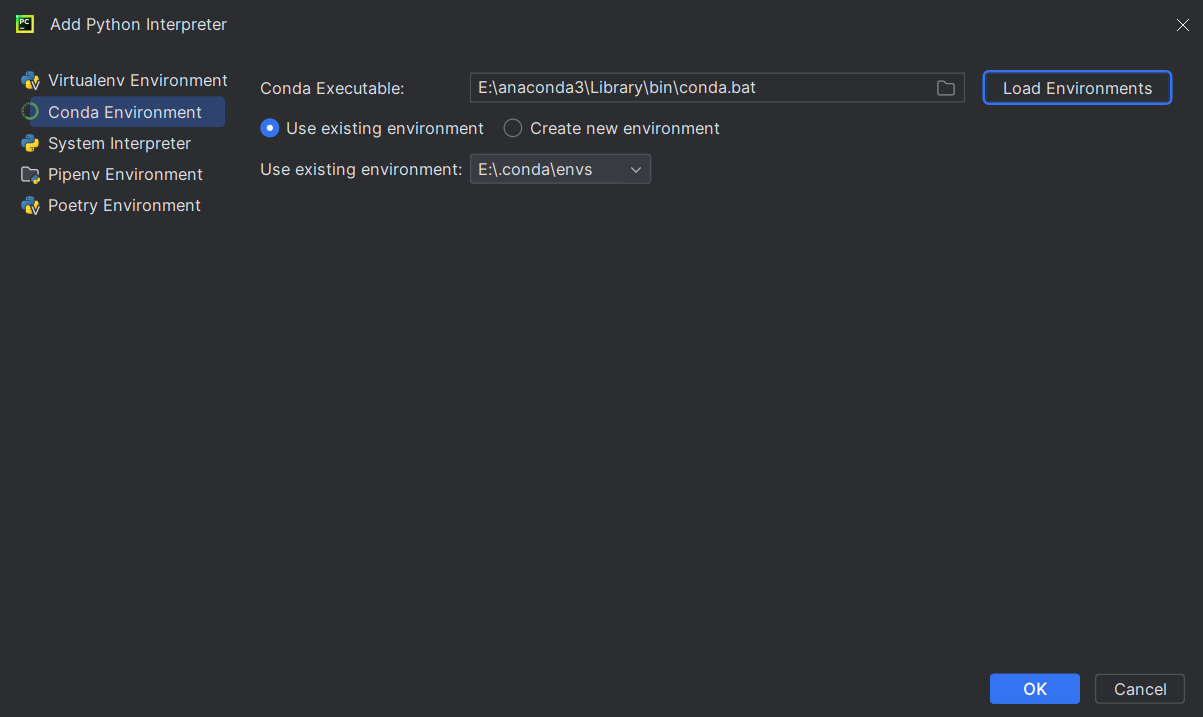 Add Python Interpreter
Virtualenv Environment
Conda Environment
System Interpreter
Pipenv Environment
Poetry Environment
Conda Executable: E:\anaconda3\Library\bin\conda.bat Load Environments
Use existing environment Create new environment
Use existing environment: E:\.conda\envs
OK Cancel